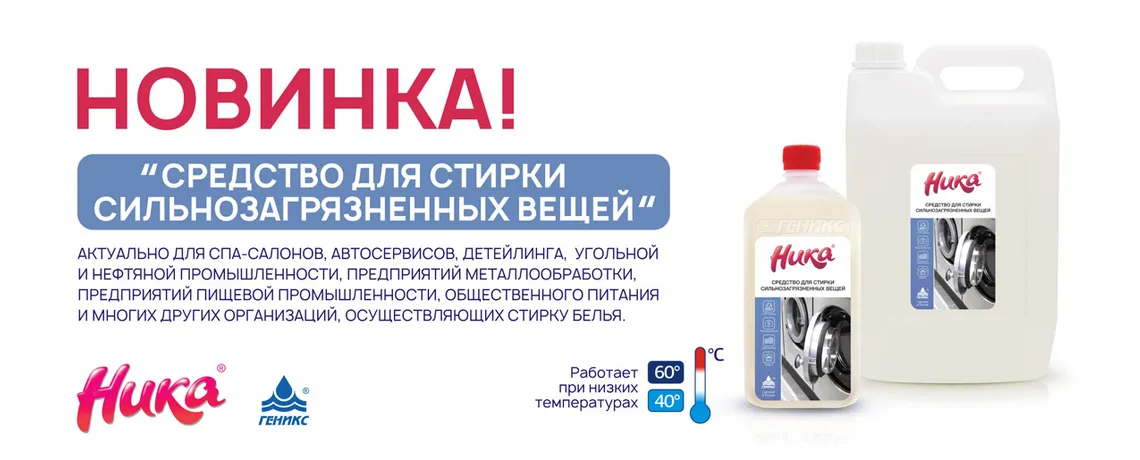 НОВИНКА!
“СРЕДСТВО ДЛЯ СТИРКИ
СИЛЬНОЗАГРЯЗНЕННЫХ ВЕЩЕЙ“
АКТУАЛЬНО ДЛЯ СПА-САЛОНОВ, АВТОСЕРВИСОВ, ДЕТЕЙЛИНГА, УГОЛЬНОЙ
И НЕФТЯНОЙ ПРОМЫШЛЕННОСТИ, ПРЕДПРИЯТИЙ МЕТАЛЛООБРАБОТКИ,
ПРЕДПРИЯТИЙ ПИЩЕВОЙ ПРОМЫШЛЕННОСТИ, ОБЩЕСТВЕННОГО ПИТАНИЯ
И МНОГИХ ДРУГИХ ОРГАНИЗАЦИЙ, ОСУЩЕСТВЛЯЮЩИХ СТИРКУ БЕЛЬЯ.
Ника®
ГЕНИКС®
Работает
при низких
температурах
60°
40°
°C
ГЕНИКС
Ника®
СРЕДСТВО ДЛЯ СТИРКИ
СИЛЬНОЗАГРЯЗНЕННЫХ ВЕЩЕЙ
ГЕНИКС
Ника®
СРЕДСТВО ДЛЯ СТИРКИ
СИЛЬНОЗАГРЯЗНЕННЫХ ВЕЩЕЙ